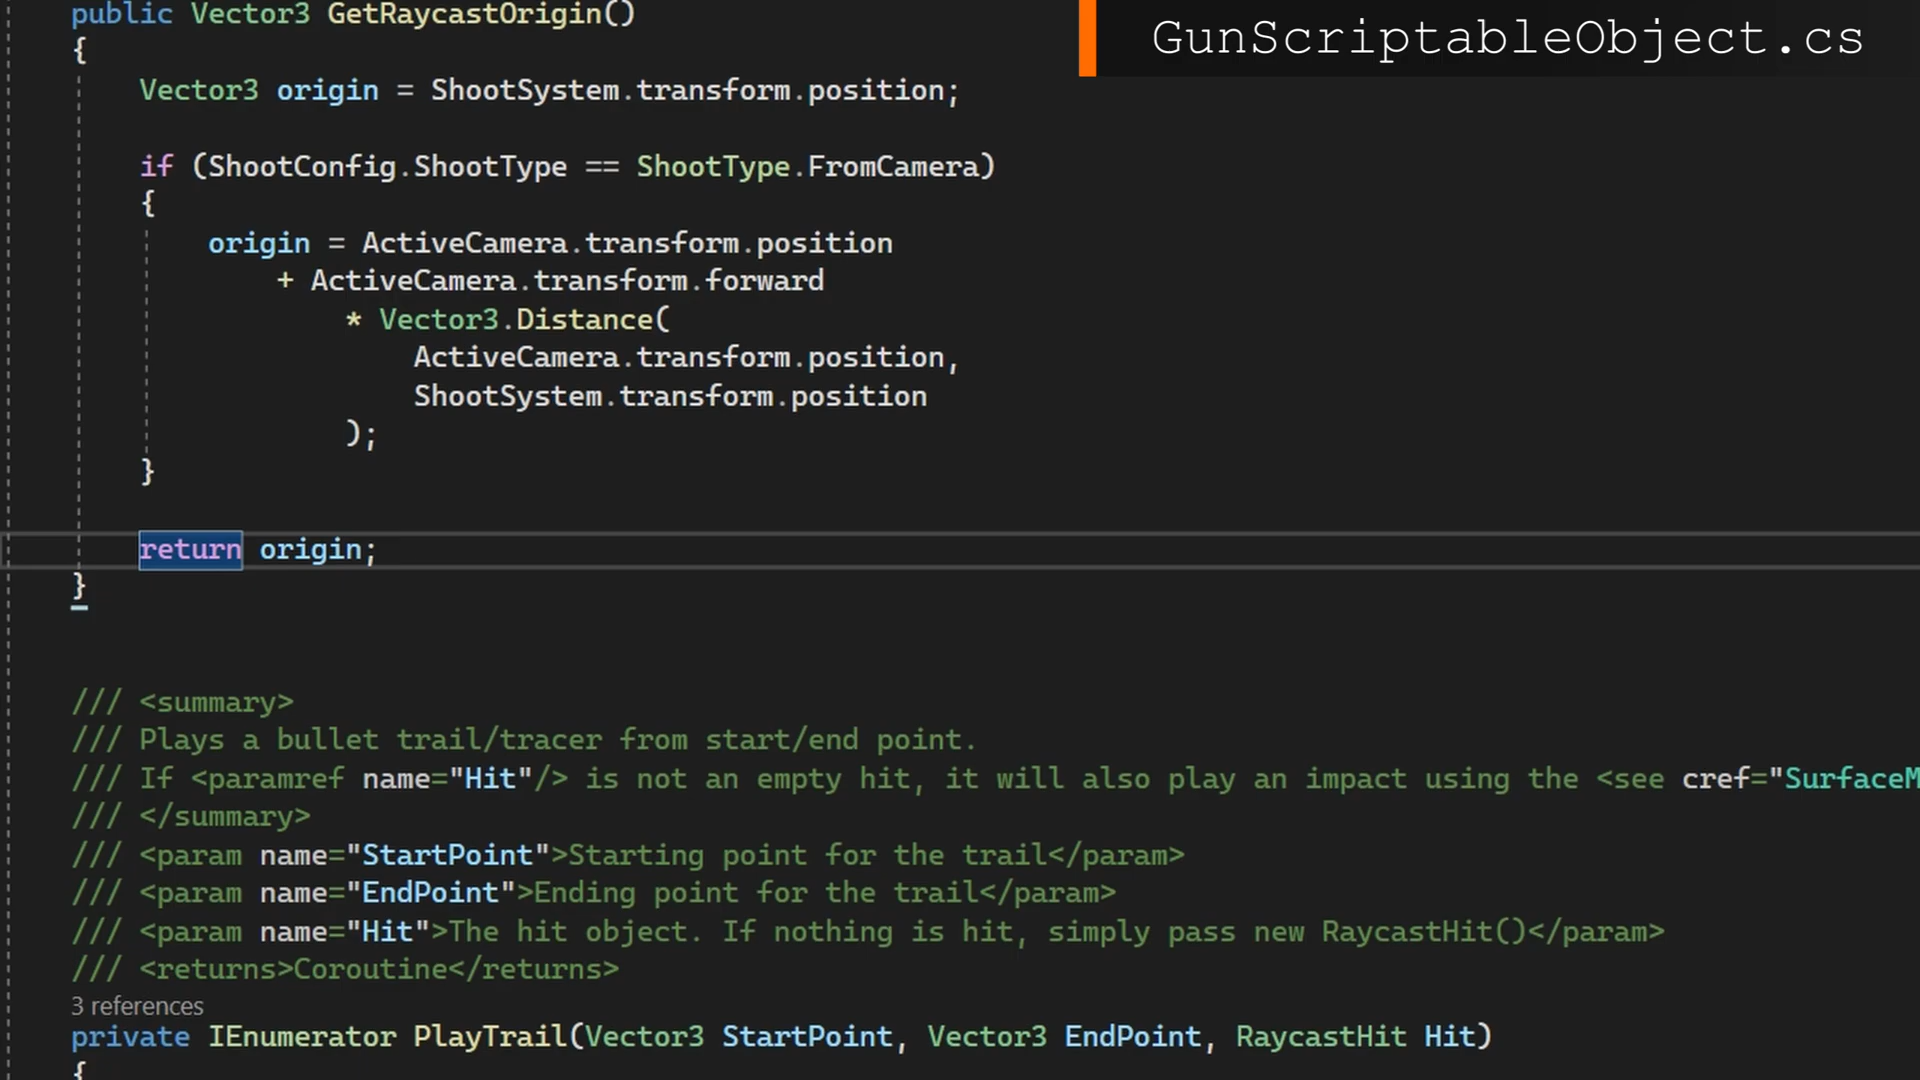 GunScriptableObject.cs
public Vector3 GetRaycastOrigin()
{
Vector3 origin = ShootSystem.transform.position;
if (ShootConfig.ShootType == ShootType.FromCamera)
{
origin = ActiveCamera.transform.position
+ ActiveCamera.transform.forward
* Vector3.Distance(
ActiveCamera.transform.position,
ShootSystem.transform.position
);
}
return origin;
}
/// <summary>
/// Plays a bullet trail/tracer from start/end point.
/// If <paramref name="Hit"/> is not an empty hit, it will also play an impact using the <see cref="SurfaceM
/// </summary>
/// <param name="StartPoint">Starting point for the trail</param>
/// <param name="EndPoint">Ending point for the trail</param>
/// <param name="Hit">The hit object. If nothing is hit, simply pass new RaycastHit()</param>
/// <returns>Coroutine</returns>
3 references
private IEnumerator PlayTrail(Vector3 StartPoint, Vector3 EndPoint, RaycastHit Hit)
{